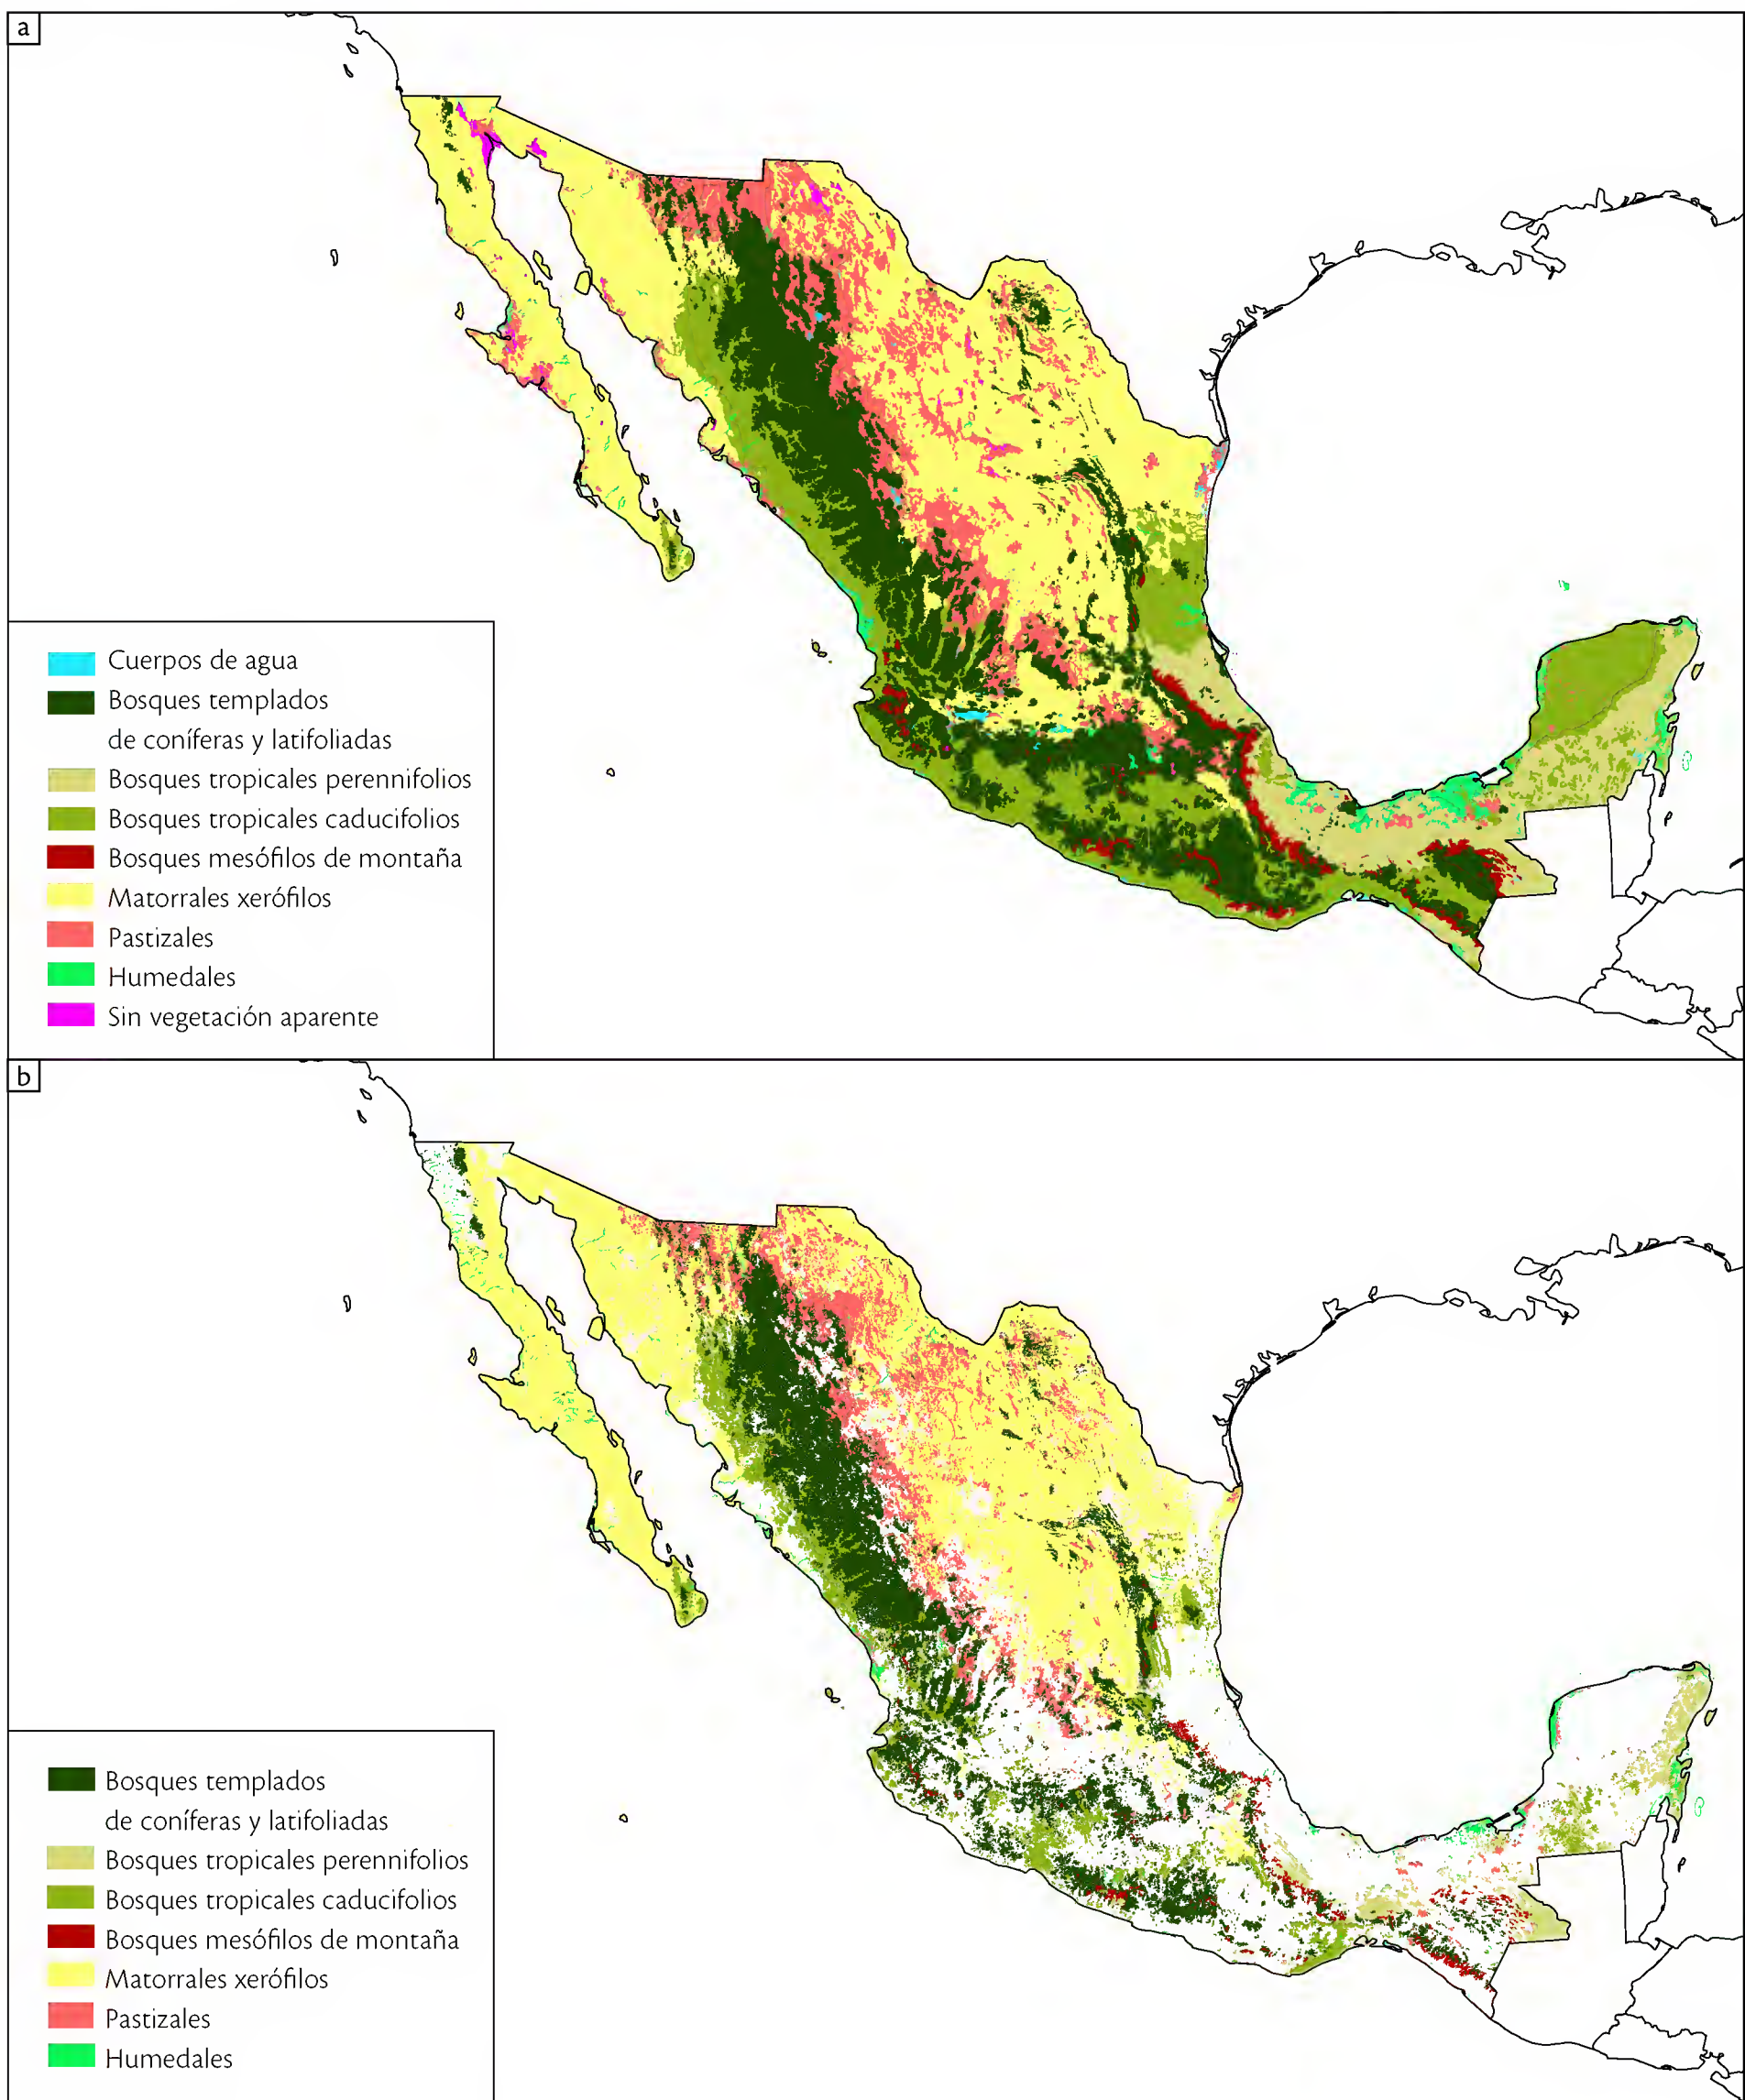 a
Cuerpos de agua
Bosques templados
de coníferas y latifoliadas
Bosques tropicales perennifolios
Bosques tropicales caducifolios
Bosques mesófilos de montaña
Matorrales xerófilos
Pastizales
Humedales
Sin vegetación aparente
b
Bosques templados
de coníferas y latifoliadas
Bosques tropicales perennifolios
Bosques tropicales caducifolios
Bosques mesófilos de montaña
Matorrales xerófilos
Pastizales
Humedales